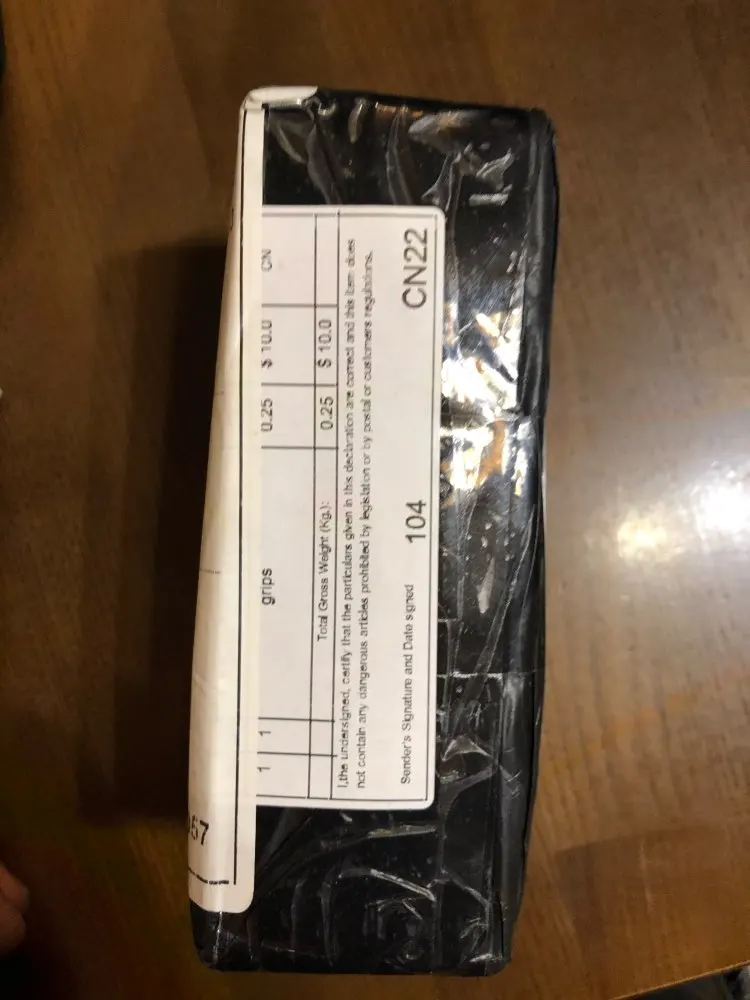 1 1 grips 0.25 $ 10.0 CN
Total Gross Weight (Kg.): 0.25 $ 10.0
I,the undersigned, certify that the particulars given in this declaration are correct and this item does
not contain any dangerous articles prohibited by legislation or by postal or customers regulations.
Sender's Signature and Date signed 104 CN22
67